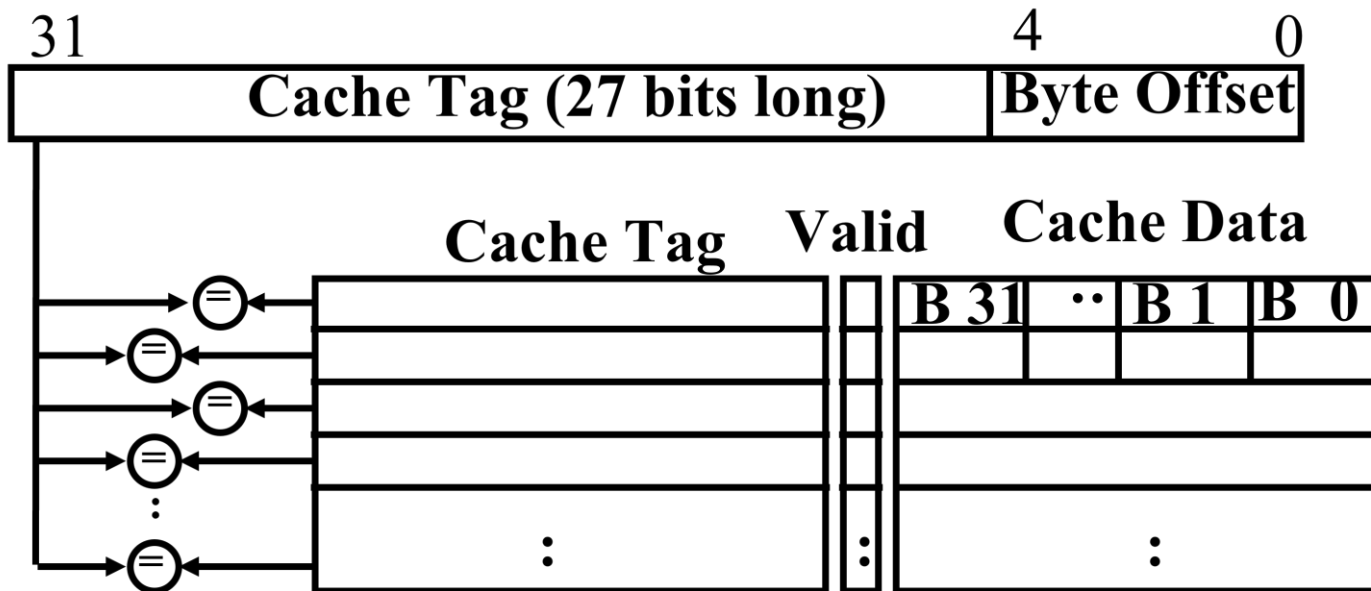 31 4 0
Cache Tag (27 bits long) Byte Offset
Cache Tag Valid Cache Data
= B 31 ·· B 1 B 0
=
=
=
:
= : : :